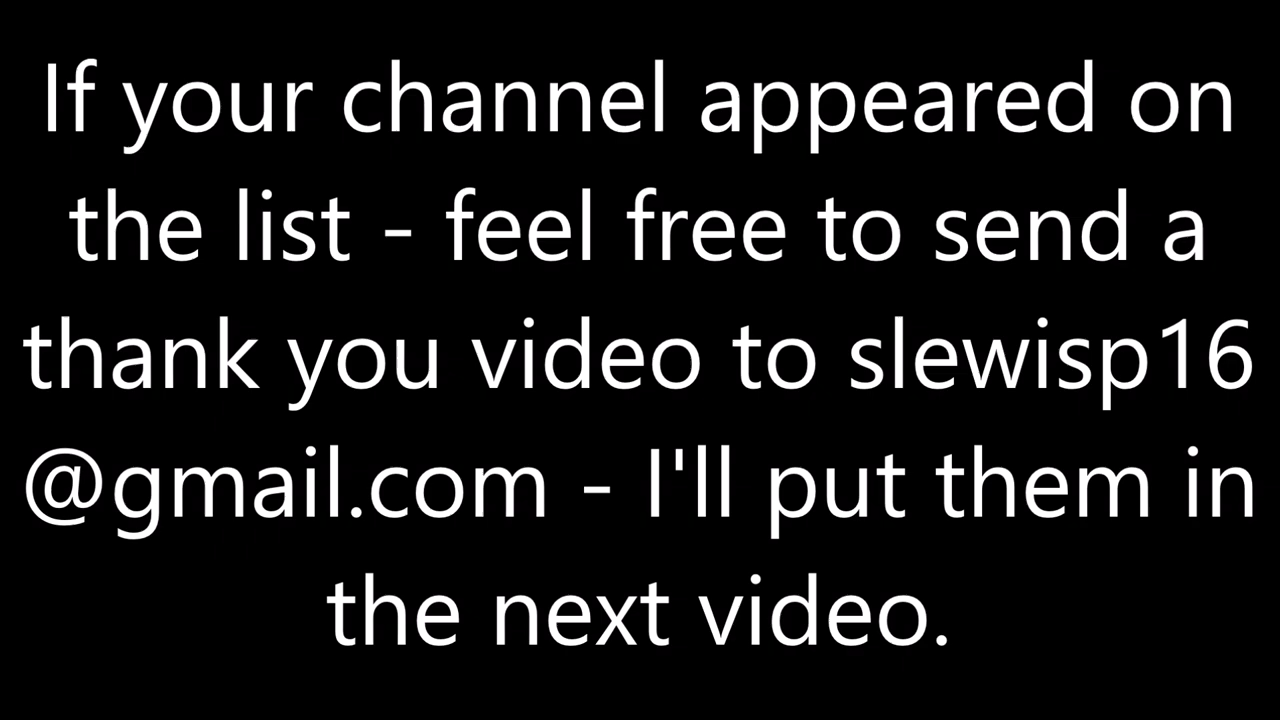 If your channel appeared on
the list - feel free to send a
thank you video to slewisp16
@gmail.com - I'll put them in
the next video.